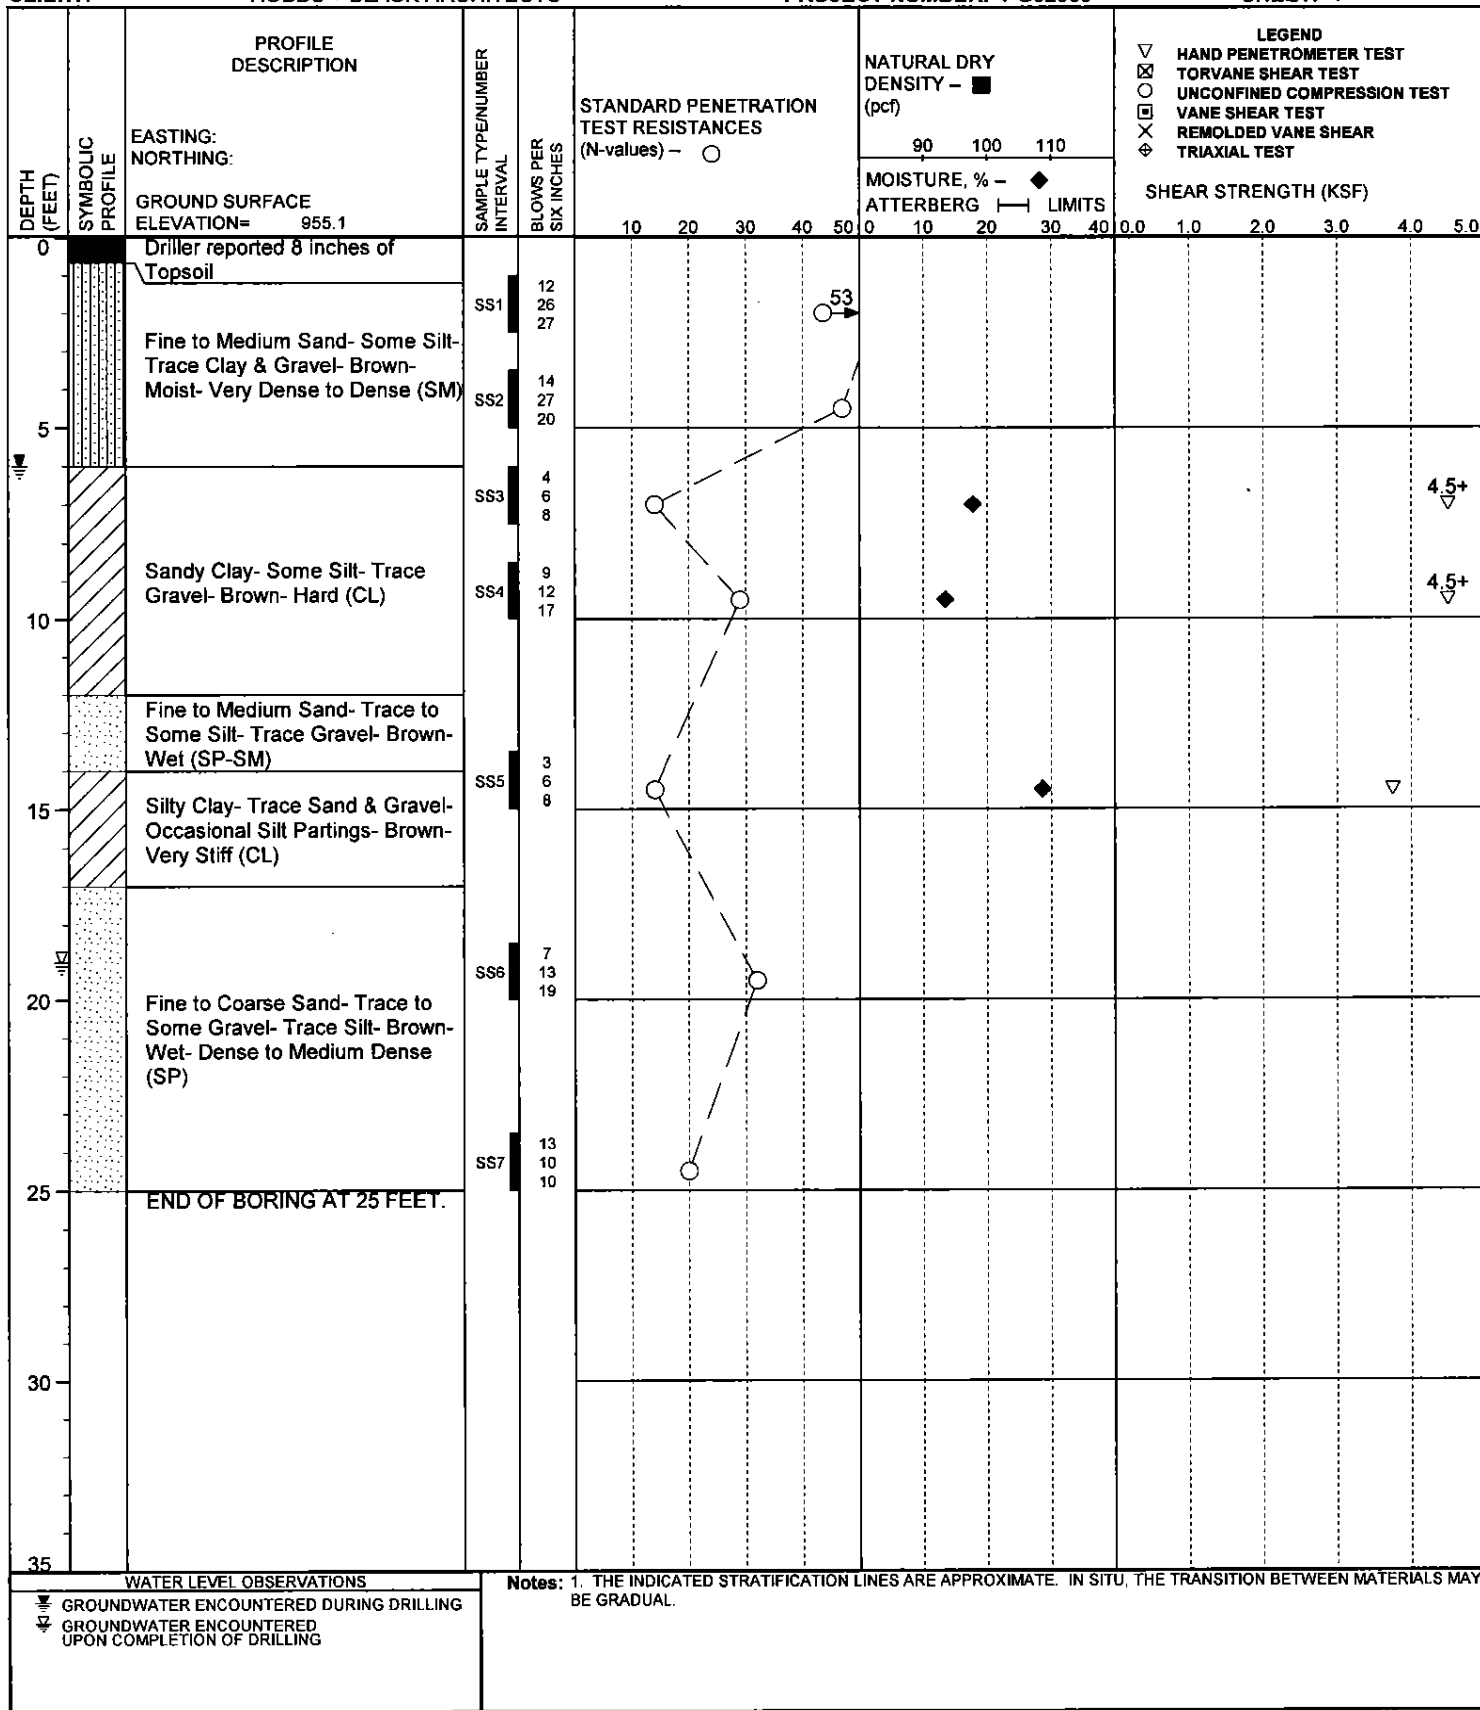 PROFILE
DESCRIPTION
EASTING:
NORTHING:
GROUND SURFACE
ELEVATION= 955.1
DEPTH
(FEET)
SYMBOLIC
PROFILE
SAMPLE TYPE/NUMBER
INTERVAL
BLOWS PER
SIX INCHES
STANDARD PENETRATION
TEST RESISTANCES
(N-values) – ○
10 20 30 40 50
NATURAL DRY
DENSITY – ■
(pcf)
90 100 110
MOISTURE, % – ◆
ATTERBERG ├─┤ LIMITS
0 10 20 30 40
LEGEND
▽ HAND PENETROMETER TEST
⊠ TORVANE SHEAR TEST
○ UNCONFINED COMPRESSION TEST
▣ VANE SHEAR TEST
✕ REMOLDED VANE SHEAR
⌖ TRIAXIAL TEST
SHEAR STRENGTH (KSF)
0.0 1.0 2.0 3.0 4.0 5.0
0
Driller reported 8 inches of
Topsoil
SS1
12
26
27
53
Fine to Medium Sand- Some Silt-
Trace Clay & Gravel- Brown-
Moist- Very Dense to Dense (SM)
SS2
14
27
20
5
SS3
4
6
8
4.5+
Sandy Clay- Some Silt- Trace
Gravel- Brown- Hard (CL)
SS4
9
12
17
4.5+
10
Fine to Medium Sand- Trace to
Some Silt- Trace Gravel- Brown-
Wet (SP-SM)
SS5
3
6
8
15
Silty Clay- Trace Sand & Gravel-
Occasional Silt Partings- Brown-
Very Stiff (CL)
SS6
7
13
19
20
Fine to Coarse Sand- Trace to
Some Gravel- Trace Silt- Brown-
Wet- Dense to Medium Dense
(SP)
SS7
13
10
10
25
END OF BORING AT 25 FEET.
30
35
WATER LEVEL OBSERVATIONS
GROUNDWATER ENCOUNTERED DURING DRILLING
GROUNDWATER ENCOUNTERED
UPON COMPLETION OF DRILLING
Notes: 1. THE INDICATED STRATIFICATION LINES ARE APPROXIMATE. IN SITU, THE TRANSITION BETWEEN MATERIALS MAY
BE GRADUAL.